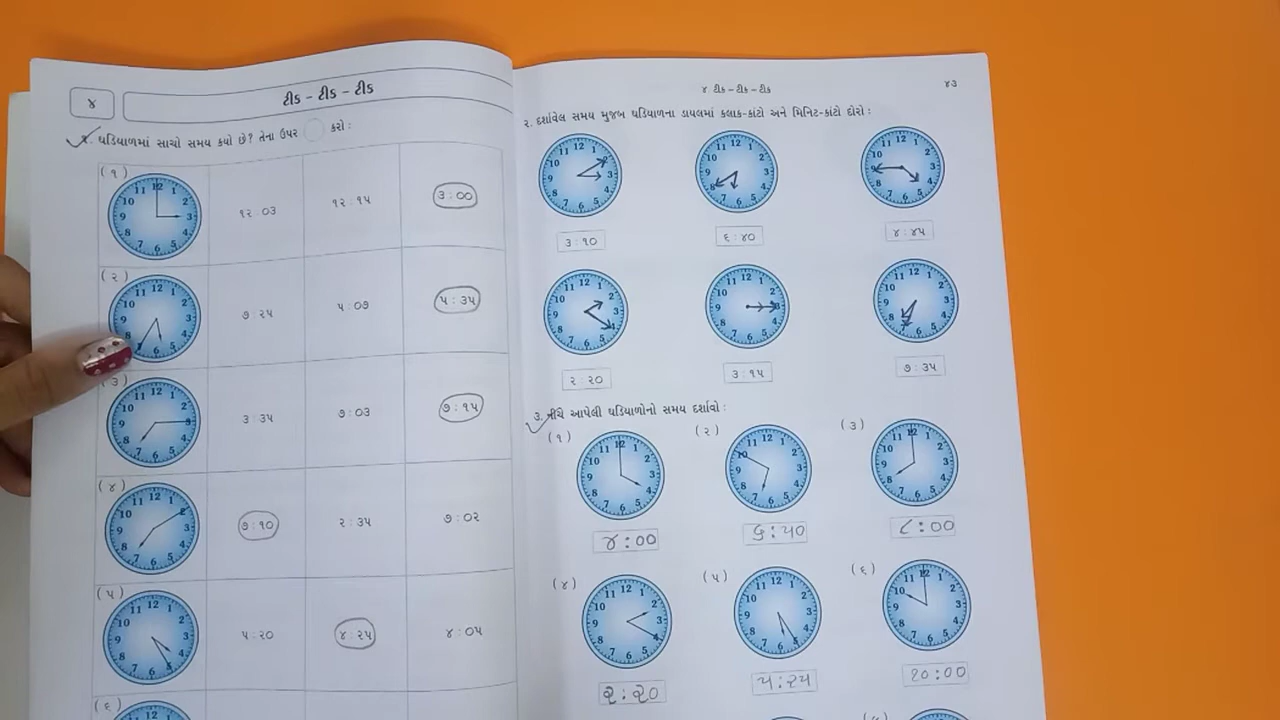 ૪
ટીક – ટીક – ટીક
૧. ઘડિયાળમાં સાચો સમય કયો છે? તેના ઉપર ◯ કરો :
(૧)
૧૨ : ૦૩
૧૨ : ૧૫
૩ : ૦૦
(૨)
૭ : ૨૫
૫ : ૦૭
૫ : ૩૫
(૩)
૩ : ૩૫
૭ : ૦૩
૭ : ૧૫
(૪)
૭ : ૧૦
૨ : ૩૫
૭ : ૦૨
(૫)
૫ : ૨૦
૪ : ૨૫
૪ : ૦૫
(૬)
૪ ટીક – ટીક – ટીક
૪૩
૨. દર્શાવેલ સમય મુજબ ઘડિયાળના ડાયલમાં કલાક-કાંટો અને મિનિટ-કાંટો દોરો :
૩ : ૧૦
૬ : ૪૦
૪ : ૪૫
૨ : ૨૦
૩ : ૧૫
૭ : ૩૫
૩. નીચે આપેલી ઘડિયાળોનો સમય દર્શાવો :
(૧)
(૨)
(૩)
૪ : ૦૦
૬ : ૫૦
૮ : ૦૦
(૪)
(૫)
(૬)
૨ : ૨૦
૫ : ૨૫
૧૦ : ૦૦